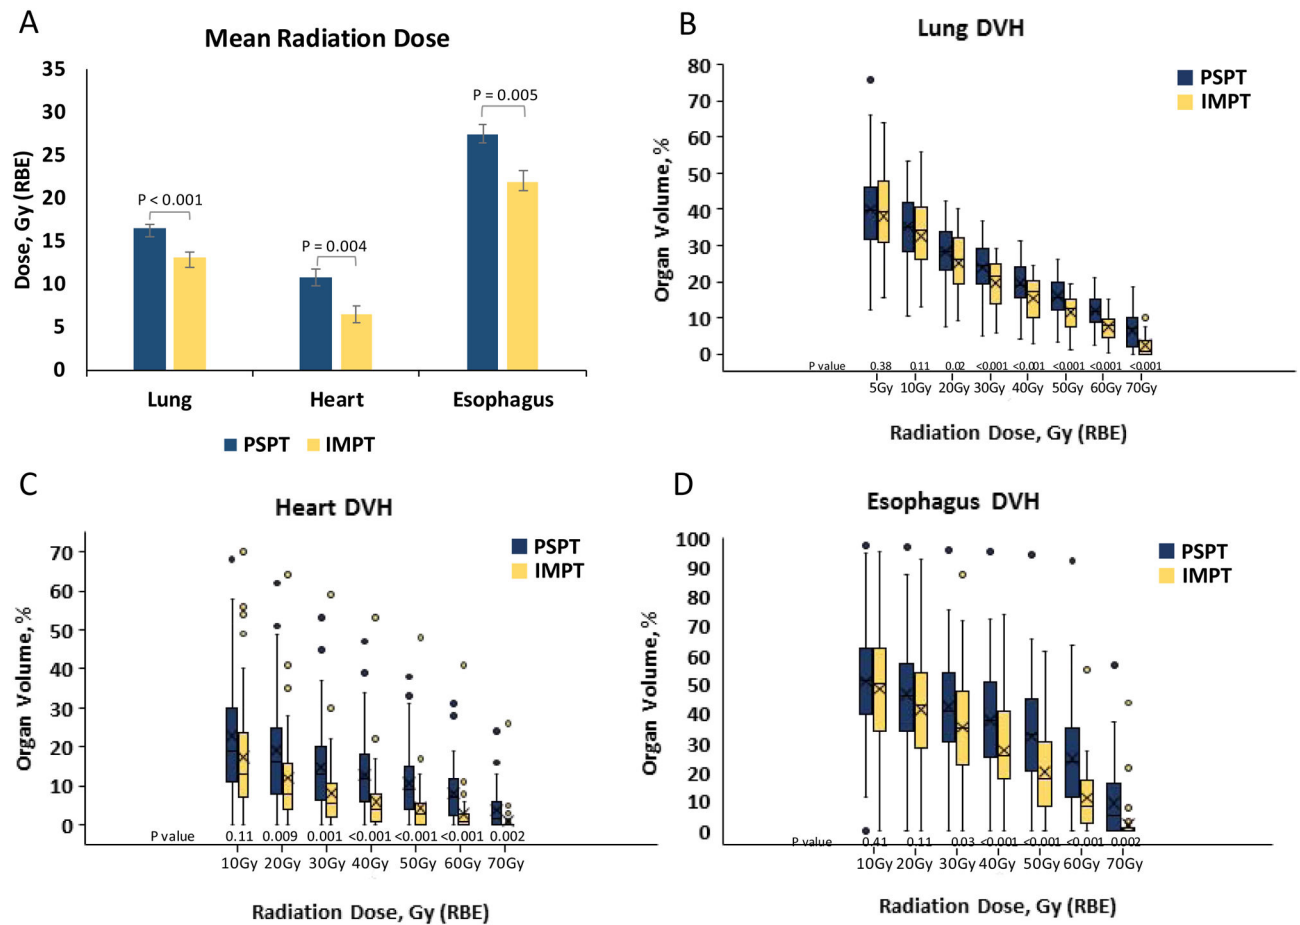 A
Mean Radiation Dose
Dose, Gy (RBE)
35
30
25
20
15
10
5
0
P < 0.001
P = 0.004
P = 0.005
Lung
Heart
Esophagus
PSPT
IMPT
B
Lung DVH
Organ Volume, %
80
70
60
50
40
30
20
10
0
PSPT
IMPT
P value 0.38 0.11 0.02 <0.001 <0.001 <0.001 <0.001 <0.001
5Gy 10Gy 20Gy 30Gy 40Gy 50Gy 60Gy 70Gy
Radiation Dose, Gy (RBE)
C
Heart DVH
Organ Volume, %
70
60
50
40
30
20
10
0
PSPT
IMPT
P value 0.11 0.009 0.001 <0.001 <0.001 <0.001 0.002
10Gy 20Gy 30Gy 40Gy 50Gy 60Gy 70Gy
Radiation Dose, Gy (RBE)
D
Esophagus DVH
Organ Volume, %
100
90
80
70
60
50
40
30
20
10
0
PSPT
IMPT
P value 0.41 0.11 0.03 <0.001 <0.001 <0.001 0.002
10Gy 20Gy 30Gy 40Gy 50Gy 60Gy 70Gy
Radiation Dose, Gy (RBE)